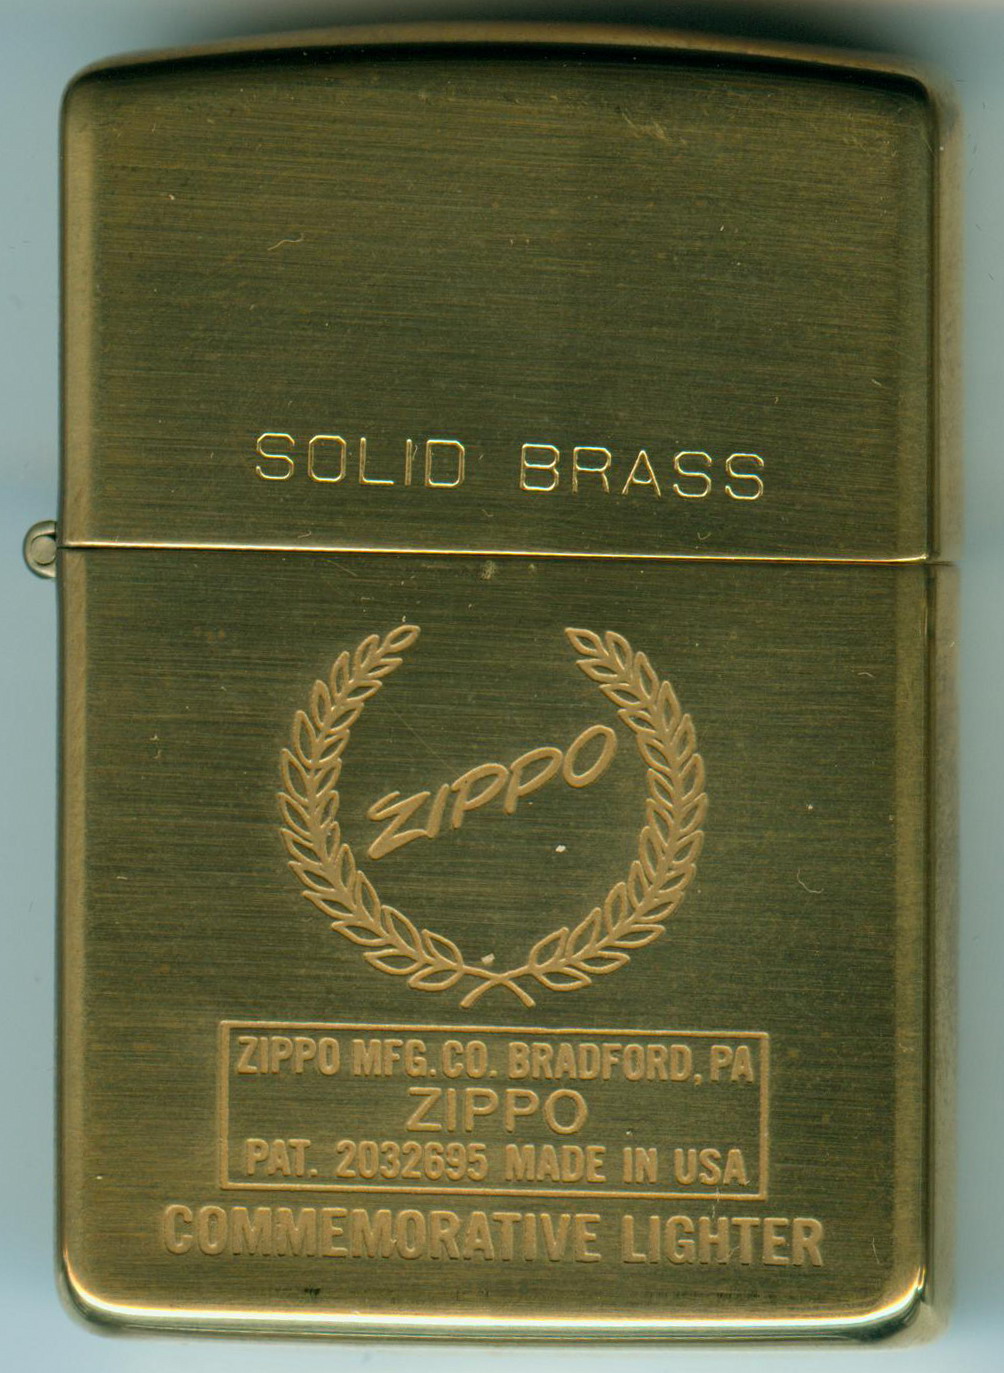 SOLID BRASS
ZIPPO
ZIPPO MFG. CO. BRADFORD, PA
ZIPPO
PAT. 2032695 MADE IN USA
COMMEMORATIVE LIGHTER